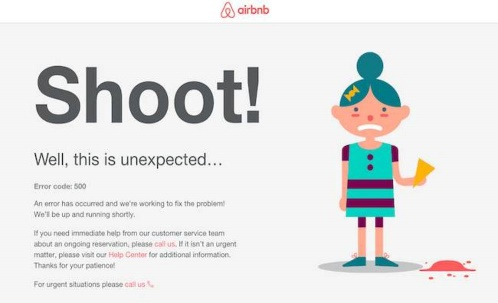 airbnb
Shoot!
Well, this is unexpected...
Error code: 500
An error has occurred and we're working to fix the problem!
We'll be up and running shortly.
If you need immediate help from our customer service team
about an ongoing reservation, please call us. If it isn't an urgent
matter, please visit our Help Center for additional information.
Thanks for your patience!
For urgent situations please call us